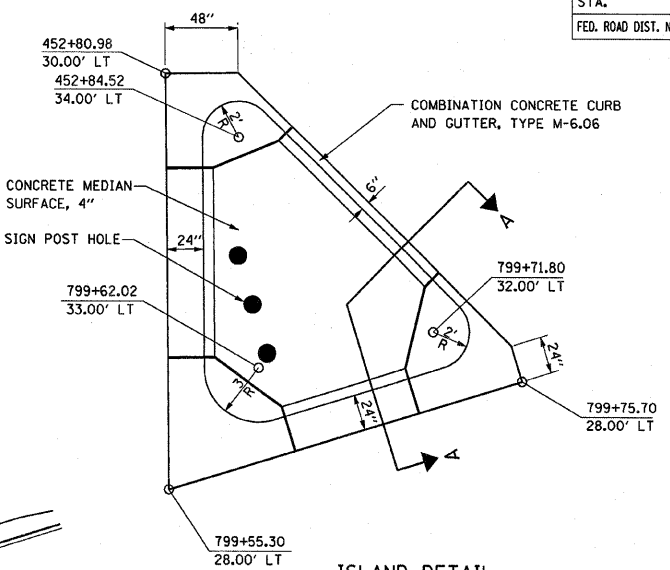 STA.
FED. ROAD DIST. N
48"
452+80.98
30.00' LT
452+84.52
34.00' LT
2'
R
COMBINATION CONCRETE CURB
AND GUTTER, TYPE M-6.06
CONCRETE MEDIAN
SURFACE, 4"
6"
A
SIGN POST HOLE
24"
799+62.02
33.00' LT
799+71.80
32.00' LT
2'
R
3'
R
24"
24"
A
799+75.70
28.00' LT
799+55.30
28.00' LT
ISLAND DETAIL